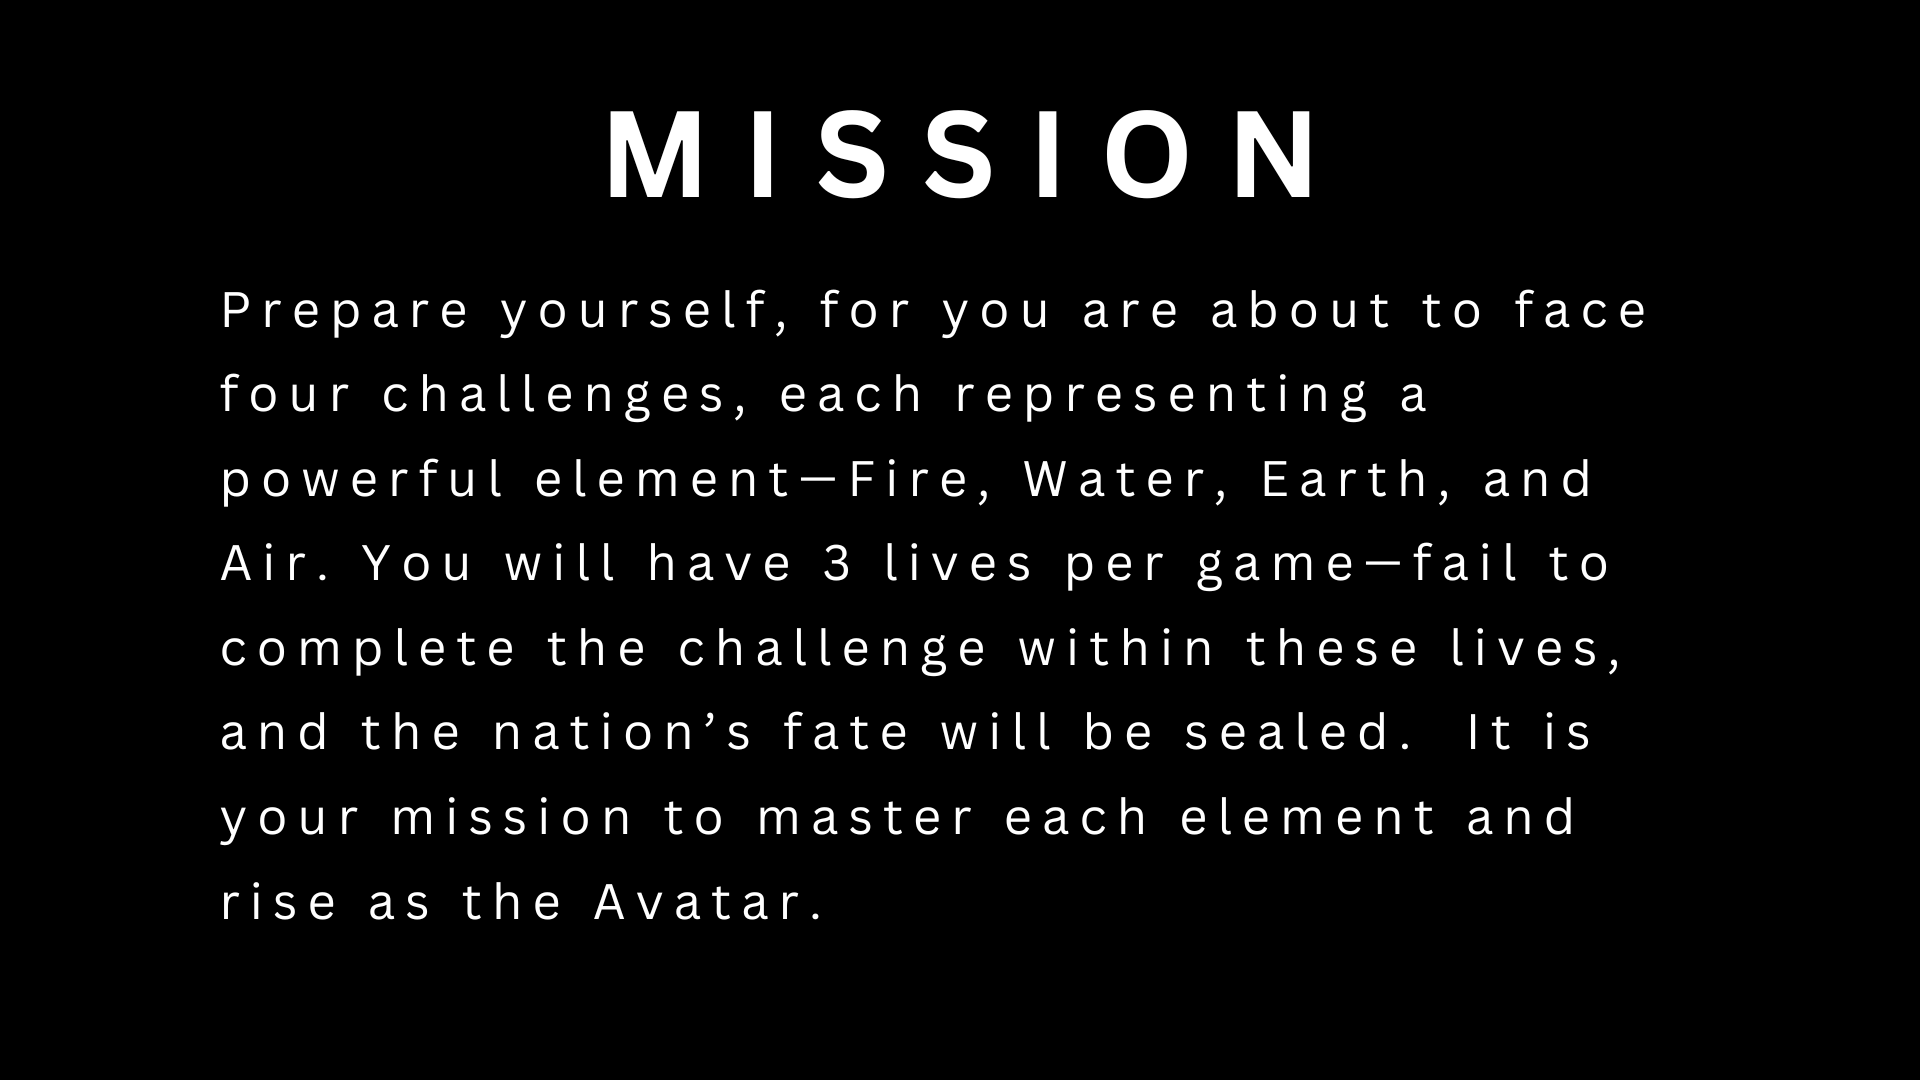 MISSION
Prepare yourself, for you are about to face
four challenges, each representing a
powerful element—Fire, Water, Earth, and
Air. You will have 3 lives per game—fail to
complete the challenge within these lives,
and the nation’s fate will be sealed.  It is
your mission to master each element and
rise as the Avatar.